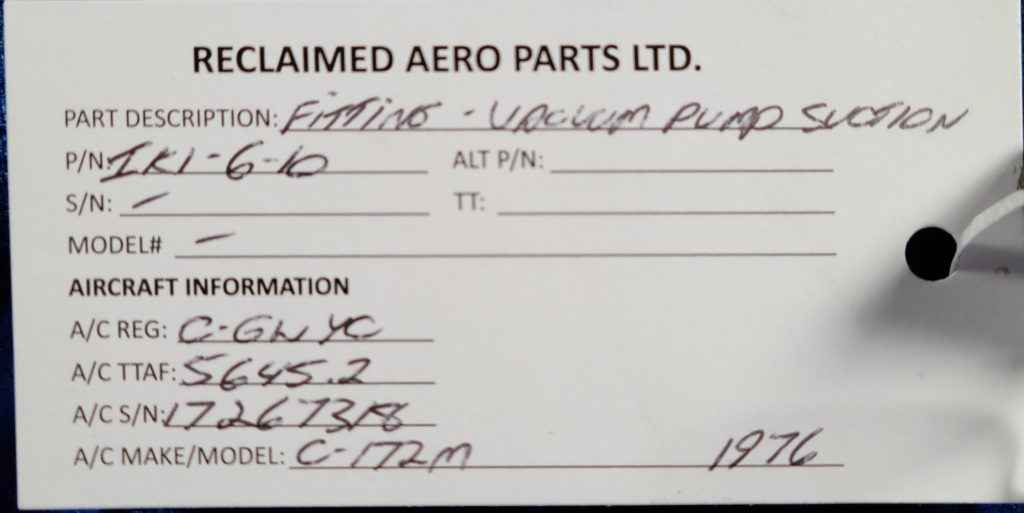 RECLAIMED AERO PARTS LTD.
PART DESCRIPTION: FITTING - VACUUM PUMP SUCTION
P/N: IKI-6-10 ALT P/N:
S/N: - TT:
MODEL# -
AIRCRAFT INFORMATION
A/C REG: C-GWYC
A/C TTAF: 5645.2
A/C S/N: 17267318
A/C MAKE/MODEL: C-172M 1976